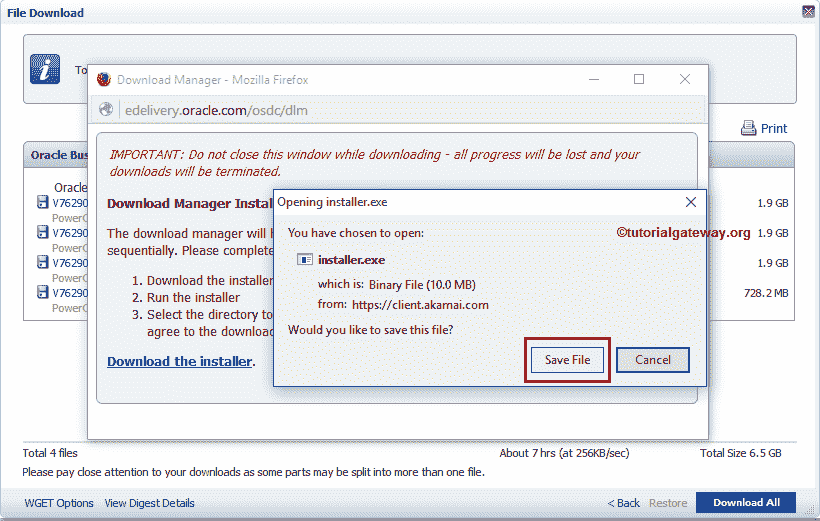 File Download
To
Download Manager - Mozilla Firefox
edelivery.oracle.com/osdc/dlm
Print
IMPORTANT: Do not close this window while downloading - all progress will be lost and your
downloads will be terminated.
Oracle Bus
Download Manager Instal
Opening installer.exe
Oracle
V76290
PowerC
The download manager will h
sequentially. Please complete
You have chosen to open:
©tutorialgateway.org
1.9 GB
V76290
PowerC
1.9 GB
installer.exe
which is: Binary File (10.0 MB)
from: https://client.akamai.com
V76290
PowerC
1.9 GB
V76290
PowerC
728.2 MB
1. Download the installer
2. Run the installer
3. Select the directory to
agree to the download
Would you like to save this file?
Save File
Cancel
Download the installer.
Total 4 files
About 7 hrs (at 256KB/sec)
Total Size 6.5 GB
Please pay close attention to your downloads as some parts may be split into more than one file.
WGET Options
View Digest Details
< Back
Restore
Download All